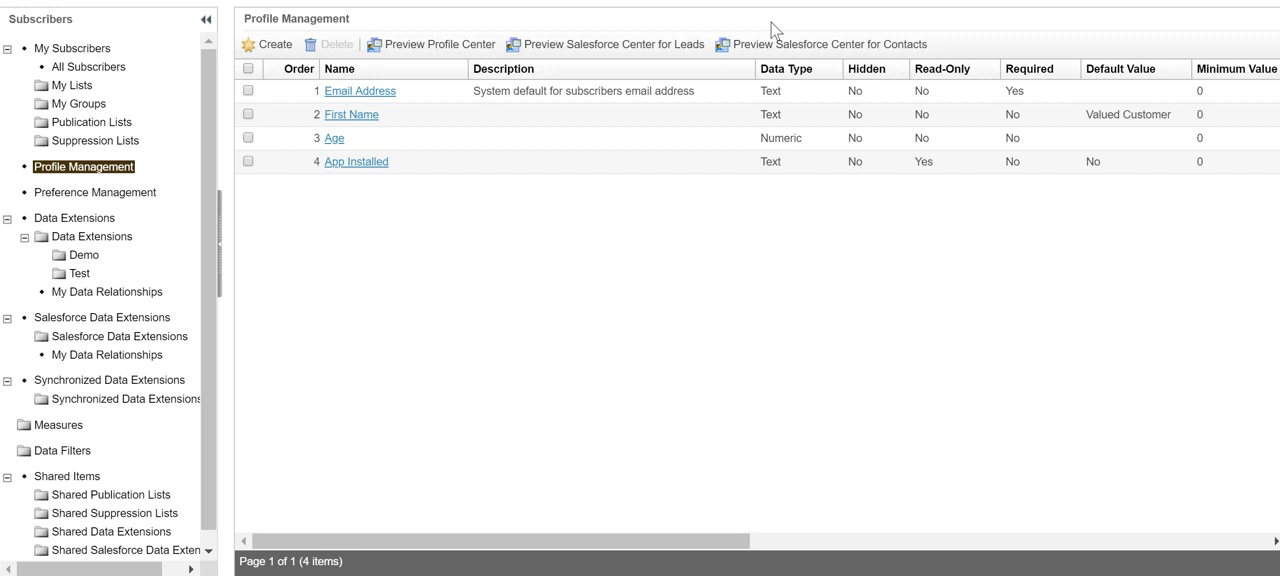 Subscribers
My Subscribers
All Subscribers
My Lists
My Groups
Publication Lists
Suppression Lists
Profile Management
Preference Management
Data Extensions
Data Extensions
Demo
Test
My Data Relationships
Salesforce Data Extensions
Salesforce Data Extensions
My Data Relationships
Synchronized Data Extensions
Synchronized Data Extensions
Measures
Data Filters
Shared Items
Shared Publication Lists
Shared Suppression Lists
Shared Data Extensions
Shared Salesforce Data Exten
Profile Management
Create Delete | Preview Profile Center Preview Salesforce Center for Leads Preview Salesforce Center for Contacts
Order Name Description Data Type Hidden Read-Only Required Default Value Minimum Value
1 Email Address System default for subscribers email address Text No No Yes 0
2 First Name Text No No No Valued Customer 0
3 Age Numeric No No No 0
4 App Installed Text No Yes No No 0
Page 1 of 1 (4 items)